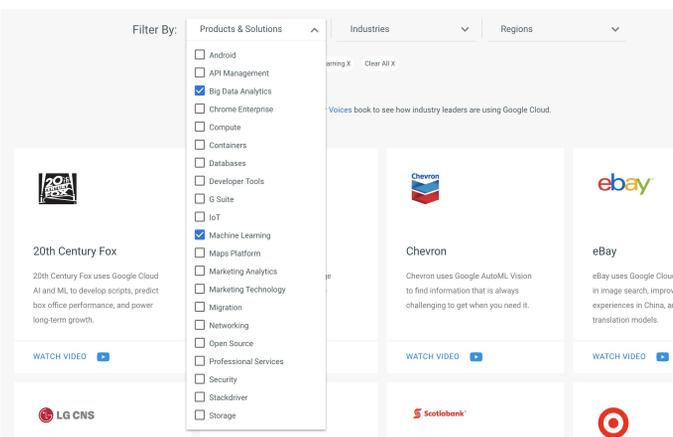 Filter By:
Products & Solutions
Industries
Regions
Android
API Management
Big Data Analytics
Chrome Enterprise
Compute
Containers
Databases
Developer Tools
G Suite
IoT
Machine Learning
Maps Platform
Marketing Analytics
Marketing Technology
Migration
Networking
Open Source
Professional Services
Security
Stackdriver
Storage
arning X Clear All X
Voices book to see how industry leaders are using Google Cloud.
20th
CENTURY
FOX
20th Century Fox
20th Century Fox uses Google Cloud
AI and ML to develop scripts, predict
box office performance, and power
long-term growth.
WATCH VIDEO
Chevron
Chevron
Chevron uses Google AutoML Vision
to find information that is always
challenging to get when you need it.
WATCH VIDEO
ebay
eBay
eBay uses Google Clou
in image search, improv
experiences in China, a
translation models.
WATCH VIDEO
LG CNS
Scotiabank